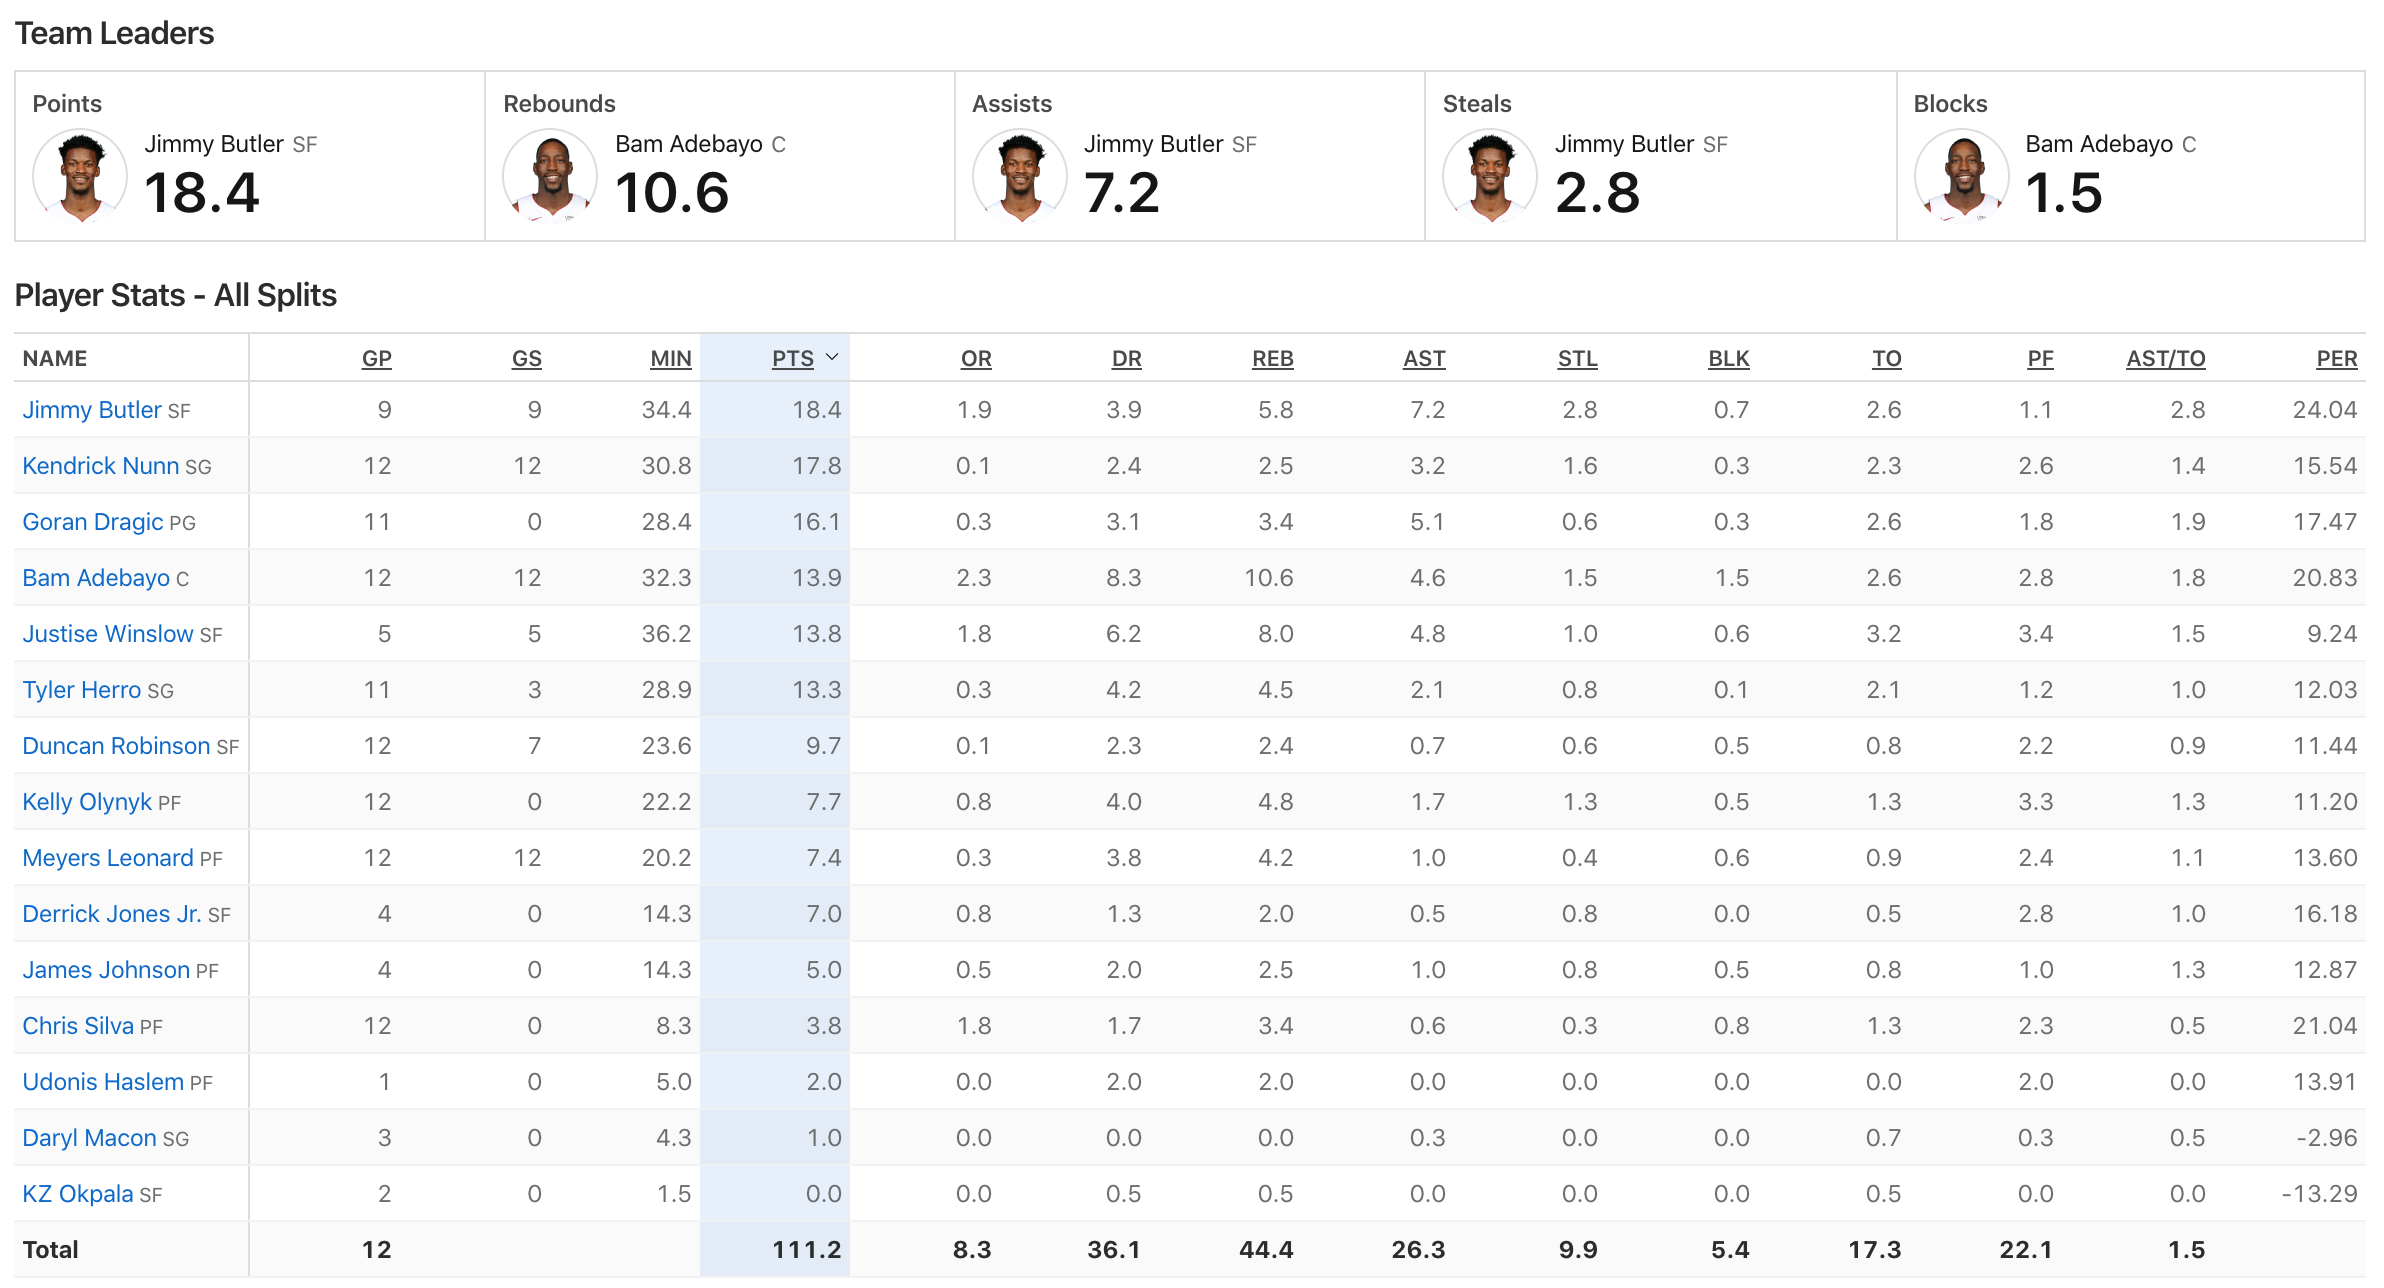 Team Leaders
Points Rebounds Assists Steals Blocks
Jimmy Butler SF Bam Adebayo C Jimmy Butler SF Jimmy Butler SF Bam Adebayo C
18.4 10.6 7.2 2.8 1.5
Player Stats - All Splits
NAME GP GS MIN PTS OR DR REB AST STL BLK TO PF AST/TO PER
Jimmy Butler SF 9 9 34.4 18.4 1.9 3.9 5.8 7.2 2.8 0.7 2.6 1.1 2.8 24.04
Kendrick Nunn SG 12 12 30.8 17.8 0.1 2.4 2.5 3.2 1.6 0.3 2.3 2.6 1.4 15.54
Goran Dragic PG 11 0 28.4 16.1 0.3 3.1 3.4 5.1 0.6 0.3 2.6 1.8 1.9 17.47
Bam Adebayo C 12 12 32.3 13.9 2.3 8.3 10.6 4.6 1.5 1.5 2.6 2.8 1.8 20.83
Justise Winslow SF 5 5 36.2 13.8 1.8 6.2 8.0 4.8 1.0 0.6 3.2 3.4 1.5 9.24
Tyler Herro SG 11 3 28.9 13.3 0.3 4.2 4.5 2.1 0.8 0.1 2.1 1.2 1.0 12.03
Duncan Robinson SF 12 7 23.6 9.7 0.1 2.3 2.4 0.7 0.6 0.5 0.8 2.2 0.9 11.44
Kelly Olynyk PF 12 0 22.2 7.7 0.8 4.0 4.8 1.7 1.3 0.5 1.3 3.3 1.3 11.20
Meyers Leonard PF 12 12 20.2 7.4 0.3 3.8 4.2 1.0 0.4 0.6 0.9 2.4 1.1 13.60
Derrick Jones Jr. SF 4 0 14.3 7.0 0.8 1.3 2.0 0.5 0.8 0.0 0.5 2.8 1.0 16.18
James Johnson PF 4 0 14.3 5.0 0.5 2.0 2.5 1.0 0.8 0.5 0.8 1.0 1.3 12.87
Chris Silva PF 12 0 8.3 3.8 1.8 1.7 3.4 0.6 0.3 0.8 1.3 2.3 0.5 21.04
Udonis Haslem PF 1 0 5.0 2.0 0.0 2.0 2.0 0.0 0.0 0.0 0.0 2.0 0.0 13.91
Daryl Macon SG 3 0 4.3 1.0 0.0 0.0 0.0 0.3 0.0 0.0 0.7 0.3 0.5 -2.96
KZ Okpala SF 2 0 1.5 0.0 0.0 0.5 0.5 0.0 0.0 0.0 0.5 0.0 0.0 -13.29
Total 12 111.2 8.3 36.1 44.4 26.3 9.9 5.4 17.3 22.1 1.5